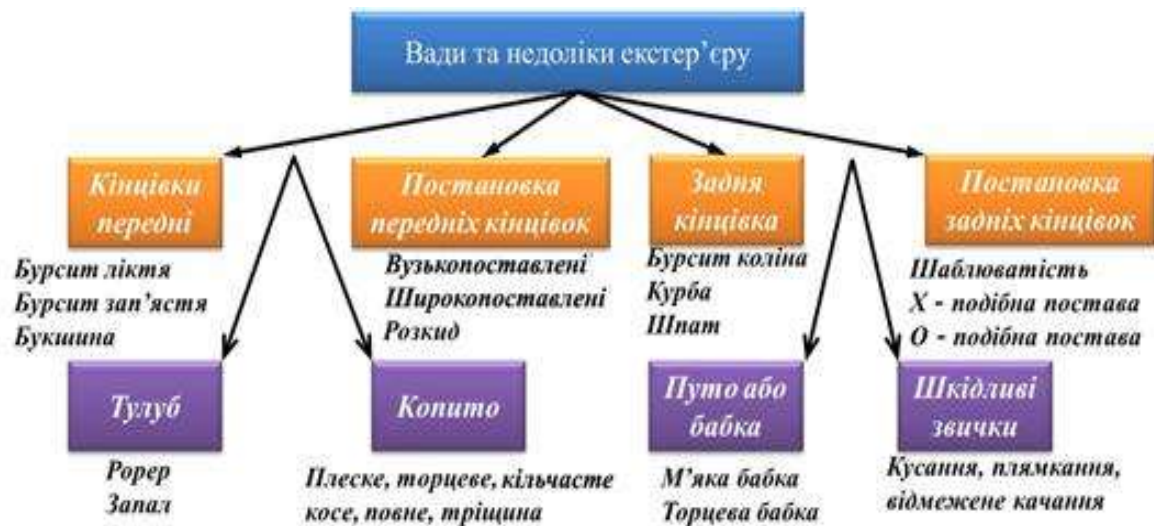 Вади та недоліки екстер’єру
Кінцівки
передні
Бурсит ліктя
Бурсит зап’ястя
Букшина
Постановка
передніх кінцівок
Вузькопоставлені
Широкопоставлені
Розкид
Задня
кінцівка
Бурсит коліна
Курба
Шпат
Постановка
задніх кінцівок
Шаблюватість
Х - подібна постава
О - подібна постава
Тулуб
Рорер
Запал
Копито
Плеске, торцеве, кільчасте
косе, повне, тріщина
Путо або
бабка
М’яка бабка
Торцева бабка
Шкідливі
звички
Кусання, плямкання,
відмежене качання